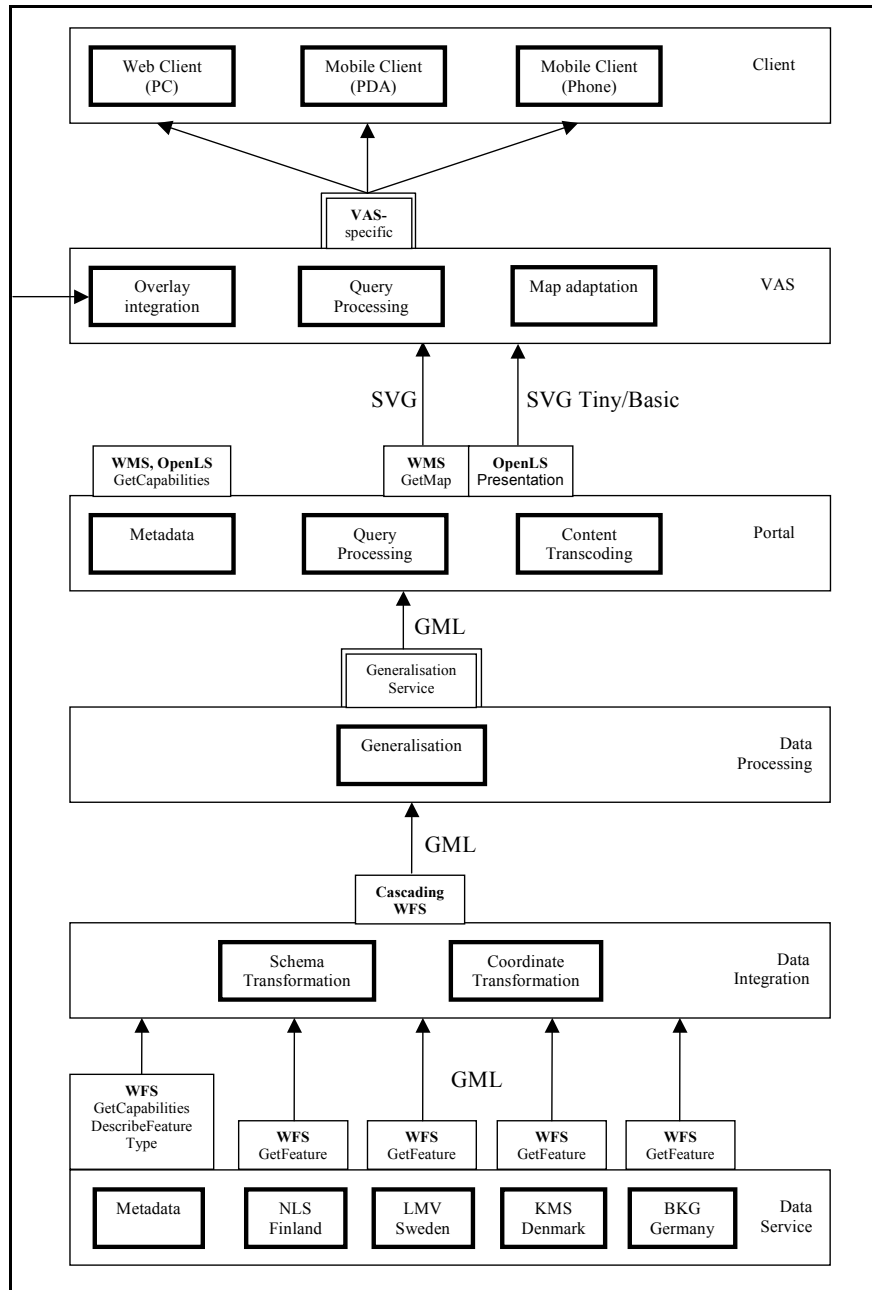 Web Client
(PC)
Mobile Client
(PDA)
Mobile Client
(Phone)
Client
VAS-
specific
Overlay
integration
Query
Processing
Map adaptation
VAS
SVG
SVG Tiny/Basic
WMS, OpenLS
GetCapabilities
WMS
GetMap
OpenLS
Presentation
Metadata
Query
Processing
Content
Transcoding
Portal
GML
Generalisation
Service
Generalisation
Data
Processing
GML
Cascading
WFS
Schema
Transformation
Coordinate
Transformation
Data
Integration
GML
WFS
GetCapabilities
DescribeFeature
Type
WFS
GetFeature
WFS
GetFeature
WFS
GetFeature
WFS
GetFeature
Metadata
NLS
Finland
LMV
Sweden
KMS
Denmark
BKG
Germany
Data
Service